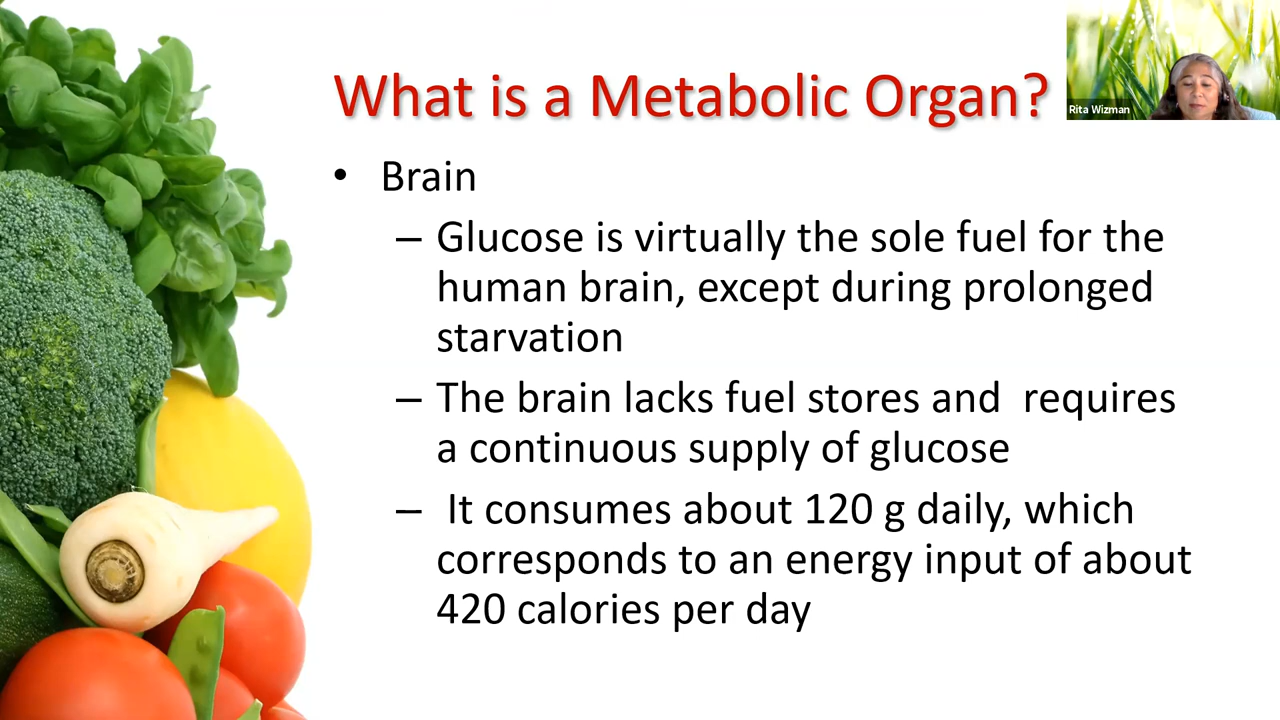 What is a Metabolic Organ?
Rita Wizman
• Brain
– Glucose is virtually the sole fuel for the
human brain, except during prolonged
starvation
– The brain lacks fuel stores and  requires
a continuous supply of glucose
–  It consumes about 120 g daily, which
corresponds to an energy input of about
420 calories per day